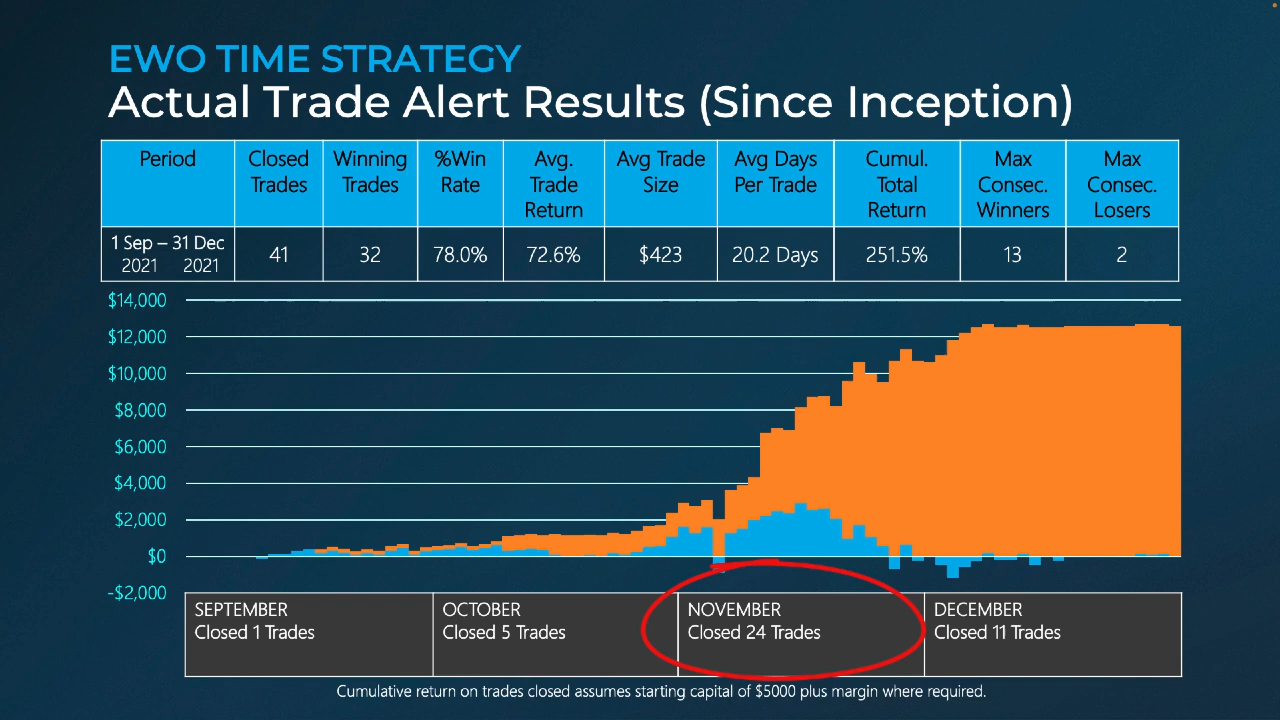 EWO TIME STRATEGY
Actual Trade Alert Results (Since Inception)
Period
Closed
Trades
Winning
Trades
%Win
Rate
Avg.
Trade
Return
Avg Trade
Size
Avg Days
Per Trade
Cumul.
Total
Return
Max
Consec.
Winners
Max
Consec.
Losers
1 Sep – 31 Dec
2021 2021
41
32
78.0%
72.6%
$423
20.2 Days
251.5%
13
2
$14,000
$12,000
$10,000
$8,000
$6,000
$4,000
$2,000
$0
-$2,000
SEPTEMBER
Closed 1 Trades
OCTOBER
Closed 5 Trades
NOVEMBER
Closed 24 Trades
DECEMBER
Closed 11 Trades
Cumulative return on trades closed assumes starting capital of $5000 plus margin where required.